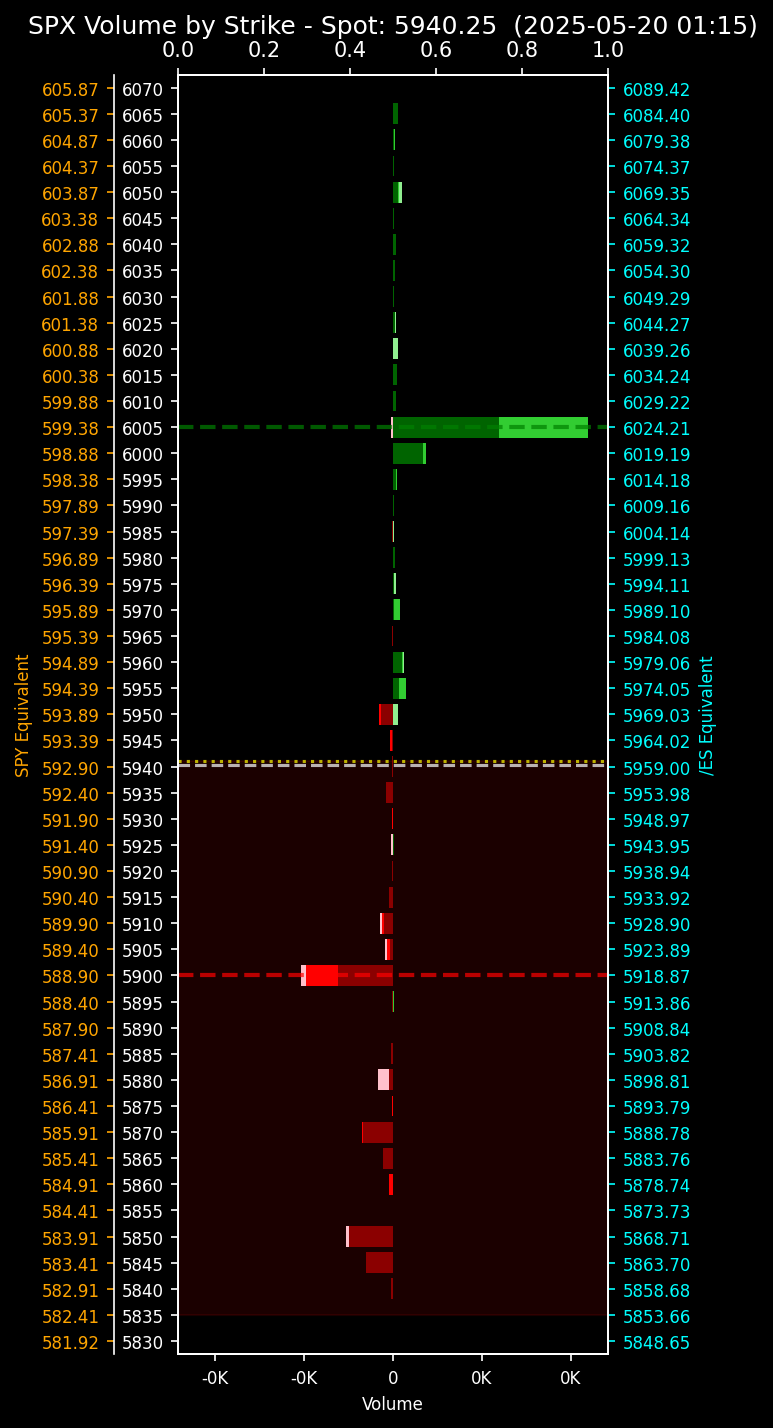 SPX Volume by Strike - Spot: 5940.25 (2025-05-20 01:15)
0.0 0.2 0.4 0.6 0.8 1.0
605.87 6070 6089.42
605.37 6065 6084.40
604.87 6060 6079.38
604.37 6055 6074.37
603.87 6050 6069.35
603.38 6045 6064.34
602.88 6040 6059.32
602.38 6035 6054.30
601.88 6030 6049.29
601.38 6025 6044.27
600.88 6020 6039.26
600.38 6015 6034.24
599.88 6010 6029.22
599.38 6005 6024.21
598.88 6000 6019.19
598.38 5995 6014.18
597.89 5990 6009.16
597.39 5985 6004.14
596.89 5980 5999.13
596.39 5975 5994.11
595.89 5970 5989.10
595.39 5965 5984.08
594.89 5960 5979.06
594.39 5955 5974.05
593.89 5950 5969.03
593.39 5945 5964.02
592.90 5940 5959.00
592.40 5935 5953.98
591.90 5930 5948.97
591.40 5925 5943.95
590.90 5920 5938.94
590.40 5915 5933.92
589.90 5910 5928.90
589.40 5905 5923.89
588.90 5900 5918.87
588.40 5895 5913.86
587.90 5890 5908.84
587.41 5885 5903.82
586.91 5880 5898.81
586.41 5875 5893.79
585.91 5870 5888.78
585.41 5865 5883.76
584.91 5860 5878.74
584.41 5855 5873.73
583.91 5850 5868.71
583.41 5845 5863.70
582.91 5840 5858.68
582.41 5835 5853.66
581.92 5830 5848.65
SPY Equivalent
/ES Equivalent
-0K -0K 0 0K 0K
Volume